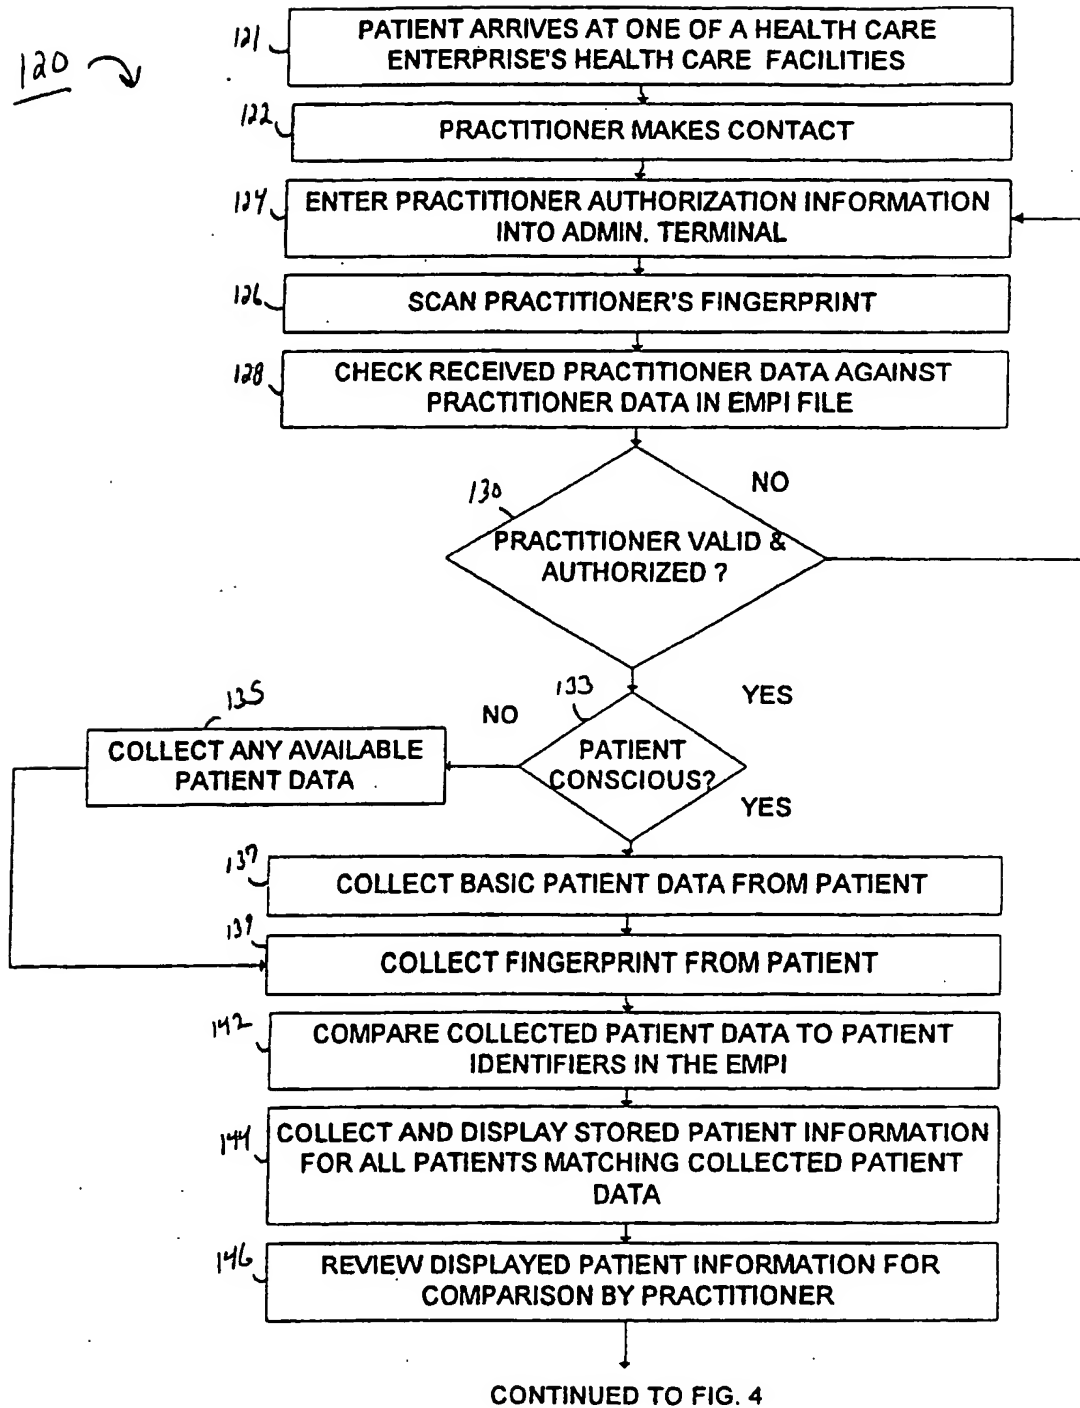 120
121
PATIENT ARRIVES AT ONE OF A HEALTH CARE
ENTERPRISE'S HEALTH CARE FACILITIES
122
PRACTITIONER MAKES CONTACT
124
ENTER PRACTITIONER AUTHORIZATION INFORMATION
INTO ADMIN. TERMINAL
126
SCAN PRACTITIONER'S FINGERPRINT
128
CHECK RECEIVED PRACTITIONER DATA AGAINST
PRACTITIONER DATA IN EMPI FILE
130
NO
PRACTITIONER VALID &
AUTHORIZED ?
133
YES
NO
135
COLLECT ANY AVAILABLE
PATIENT DATA
PATIENT
CONSCIOUS?
YES
137
COLLECT BASIC PATIENT DATA FROM PATIENT
139
COLLECT FINGERPRINT FROM PATIENT
142
COMPARE COLLECTED PATIENT DATA TO PATIENT
IDENTIFIERS IN THE EMPI
144
COLLECT AND DISPLAY STORED PATIENT INFORMATION
FOR ALL PATIENTS MATCHING COLLECTED PATIENT
DATA
146
REVIEW DISPLAYED PATIENT INFORMATION FOR
COMPARISON BY PRACTITIONER
CONTINUED TO FIG. 4